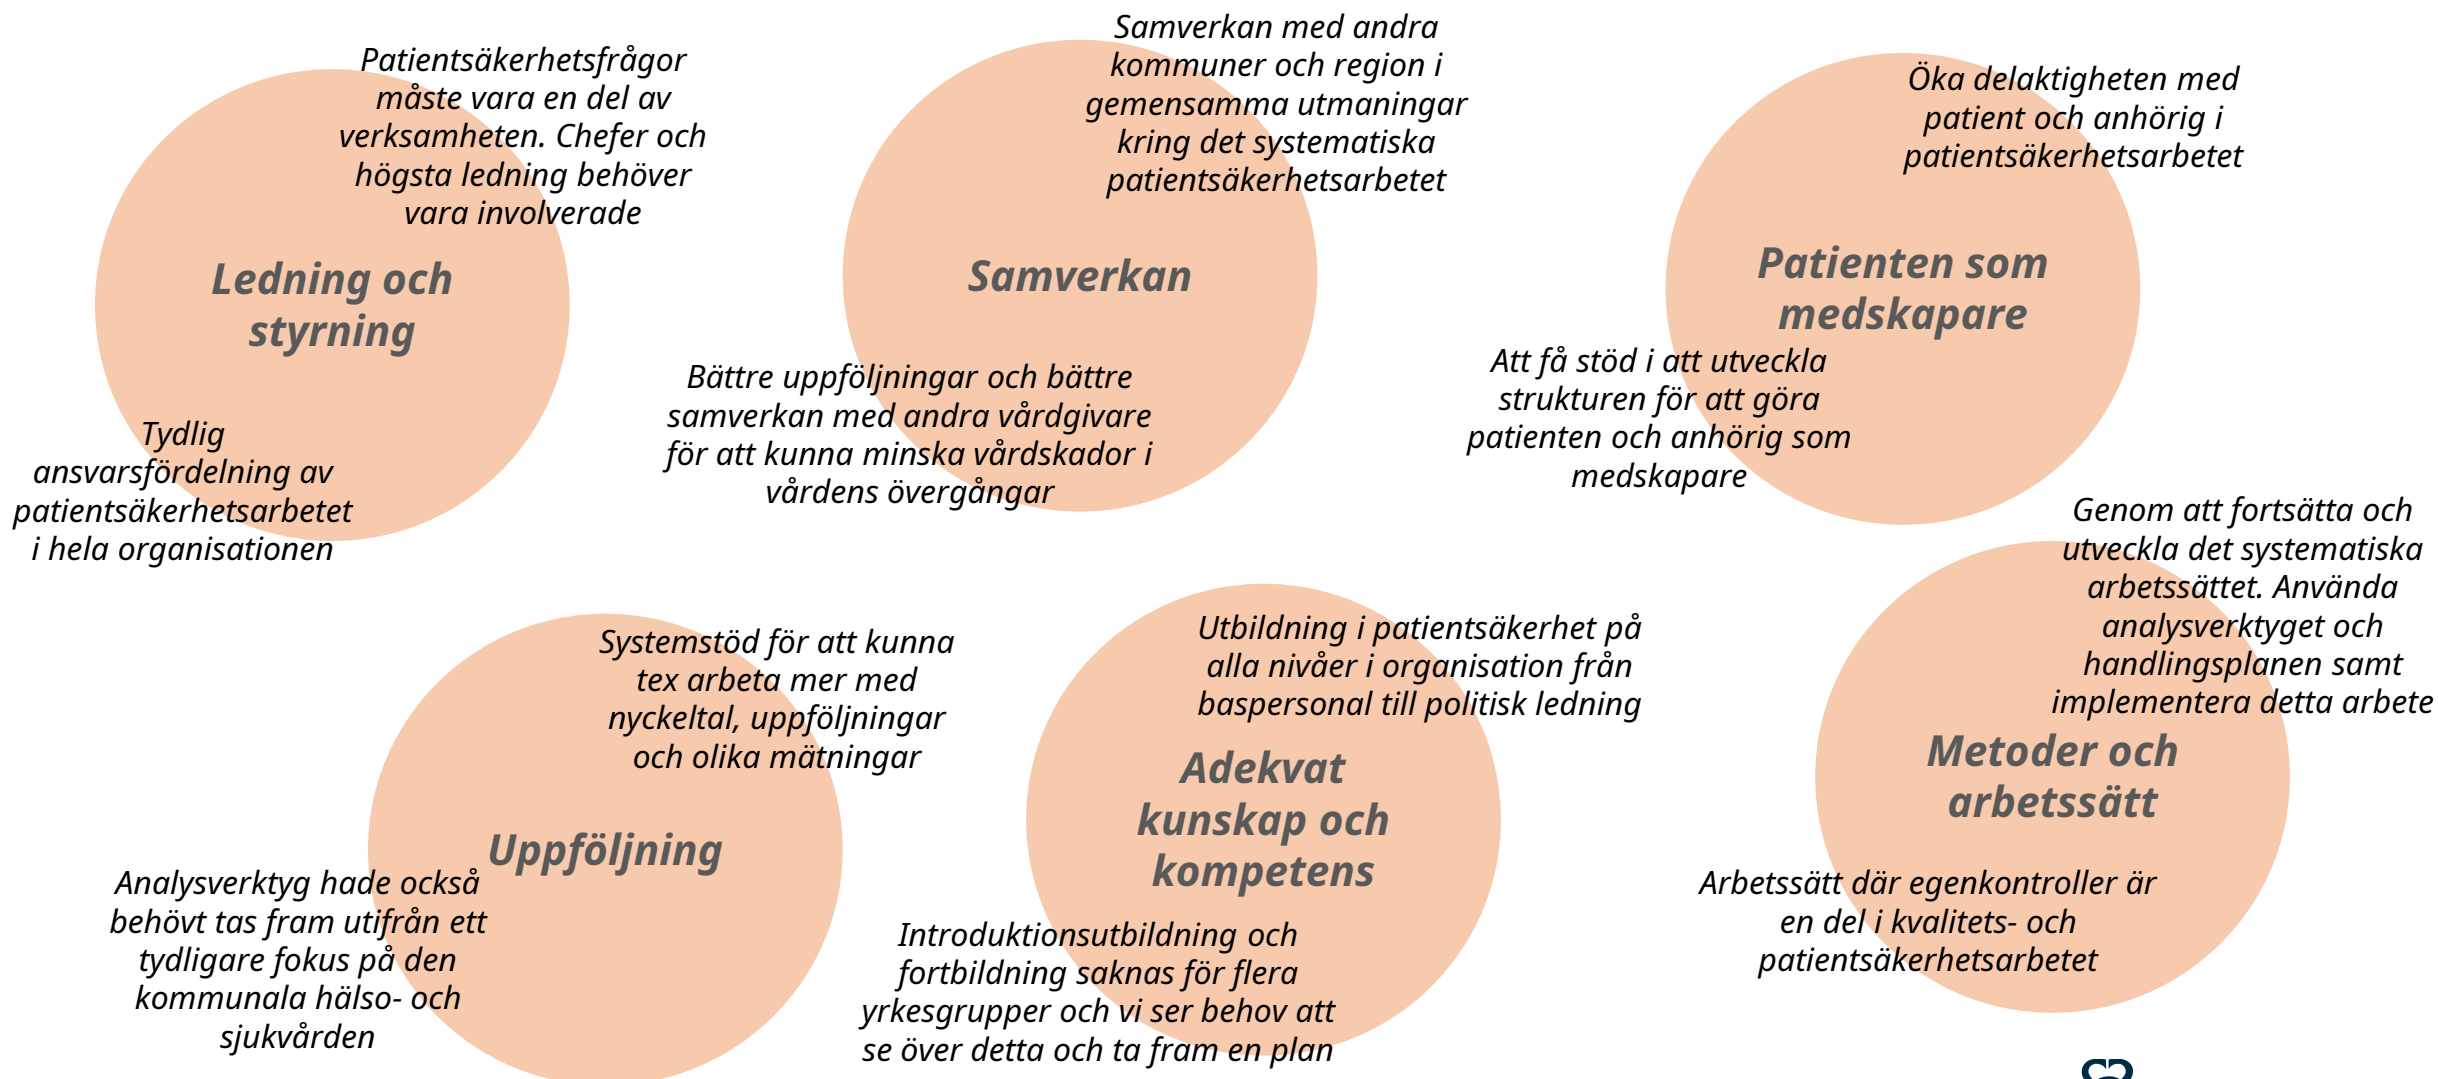 Patientsäkerhetsfrågor
måste vara en del av
verksamheten. Chefer och
högsta ledning behöver
vara involverade
Ledning och
styrning
Tydlig
ansvarsfördelning av
patientsäkerhetsarbetet
i hela organisationen
Samverkan med andra
kommuner och region i
gemensamma utmaningar
kring det systematiska
patientsäkerhetsarbetet
Samverkan
Bättre uppföljningar och bättre
samverkan med andra vårdgivare
för att kunna minska vårdskador i
vårdens övergångar
Öka delaktigheten med
patient och anhörig i
patientsäkerhetsarbetet
Patienten som
medskapare
Att få stöd i att utveckla
strukturen för att göra
patienten och anhörig som
medskapare
Systemstöd för att kunna
tex arbeta mer med
nyckeltal, uppföljningar
och olika mätningar
Uppföljning
Analysverktyg hade också
behövt tas fram utifrån ett
tydligare fokus på den
kommunala hälso- och
sjukvården
Utbildning i patientsäkerhet på
alla nivåer i organisation från
baspersonal till politisk ledning
Adekvat
kunskap och
kompetens
Introduktionsutbildning och
fortbildning saknas för flera
yrkesgrupper och vi ser behov att
se över detta och ta fram en plan
Genom att fortsätta och
utveckla det systematiska
arbetssättet. Använda
analysverktyget och
handlingsplanen samt
implementera detta arbete
Metoder och
arbetssätt
Arbetssätt där egenkontroller är
en del i kvalitets- och
patientsäkerhetsarbetet